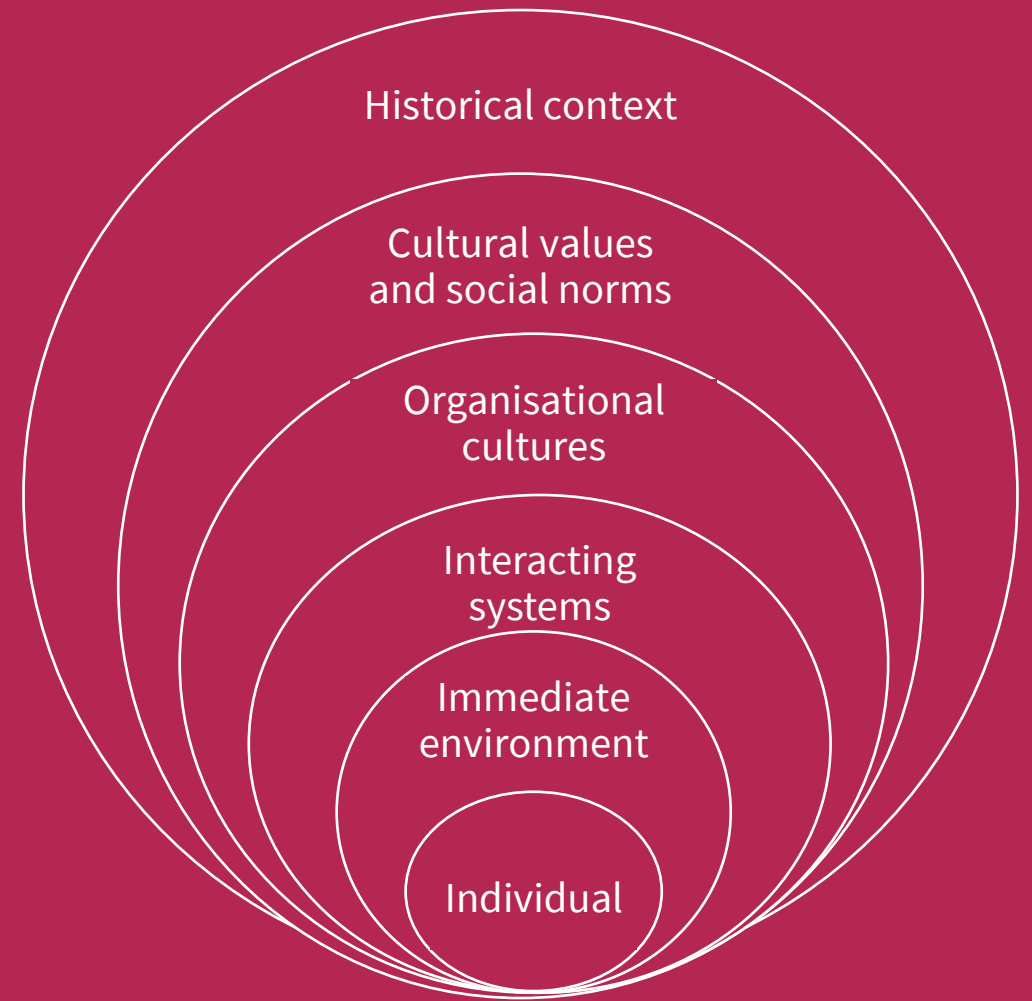 Historical context
Cultural values
and social norms
Organisational
cultures
Interacting
systems
Immediate
environment
Individual